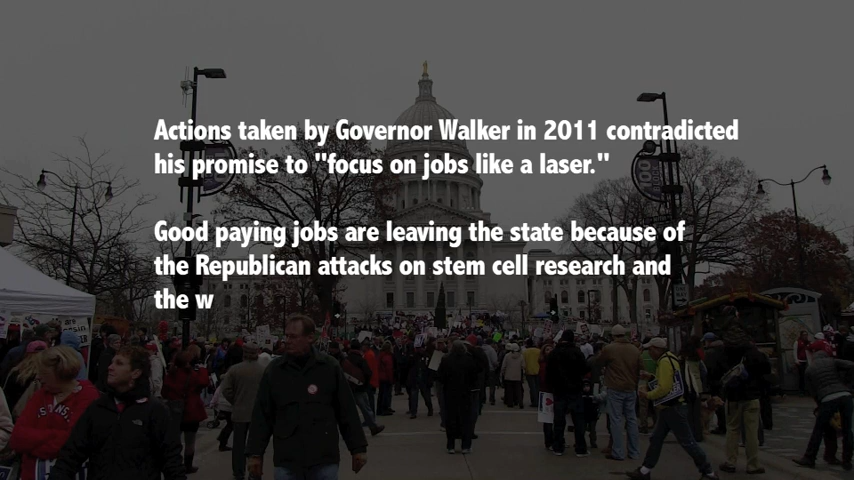 Actions taken by Governor Walker in 2011 contradicted
his promise to "focus on jobs like a laser."
Good paying jobs are leaving the state because of
the Republican attacks on stem cell research and
the w